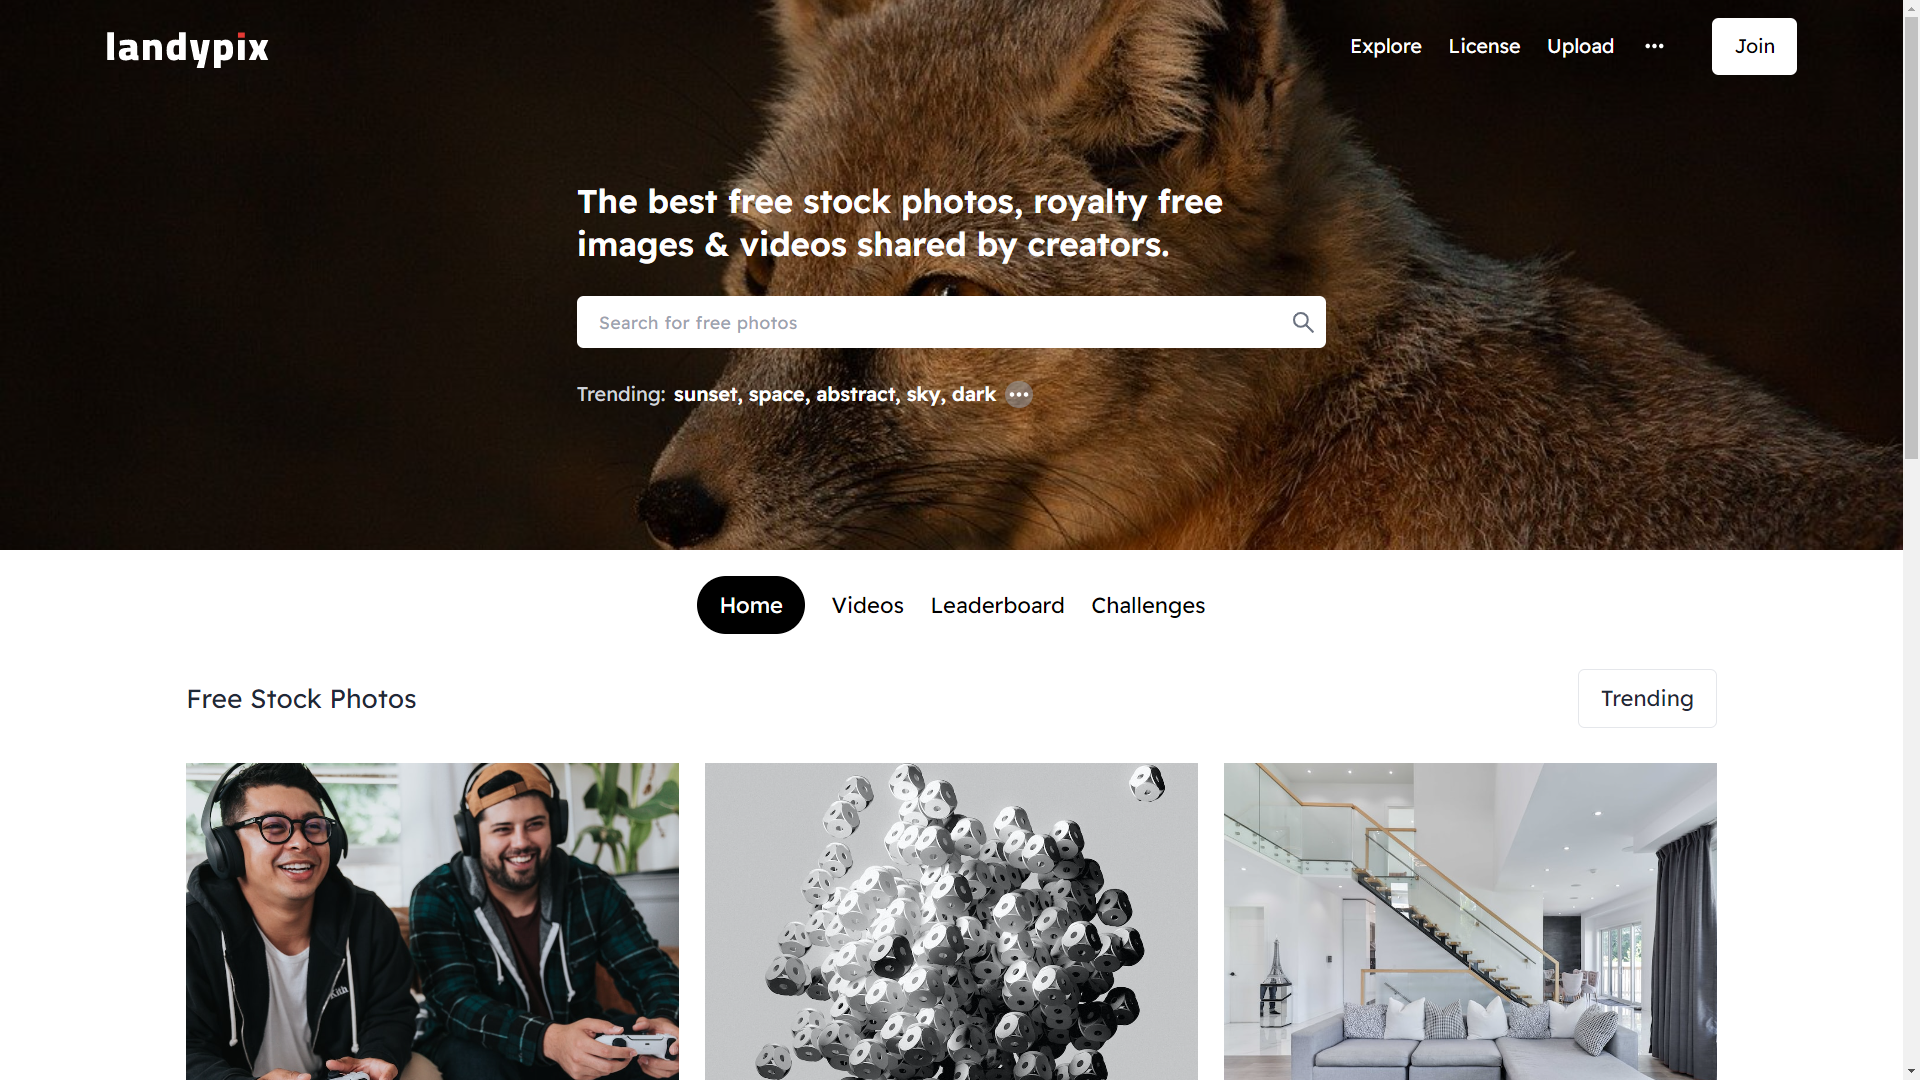 landypix
Explore License Upload Join
The best free stock photos, royalty free
images & videos shared by creators.
Search for free photos
Trending: sunset, space, abstract, sky, dark
Home Videos Leaderboard Challenges
Free Stock Photos
Trending
Kith